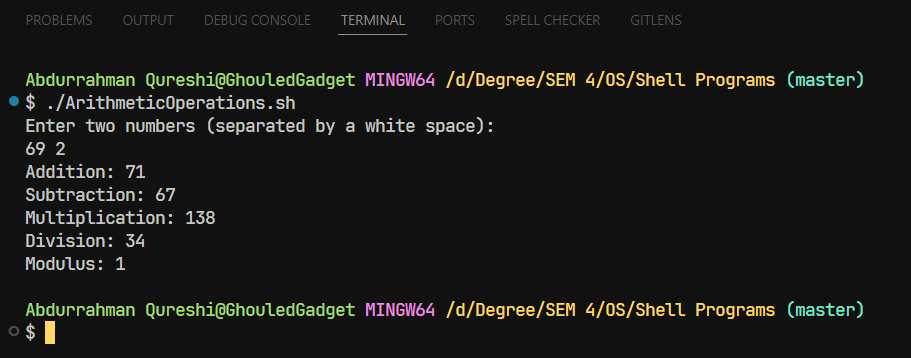 PROBLEMS OUTPUT DEBUG CONSOLE TERMINAL PORTS SPELL CHECKER GITLENS
Abdurrahman Qureshi@GhouledGadget MINGW64 /d/Degree/SEM 4/OS/Shell Programs (master)
$ ./ArithmeticOperations.sh
Enter two numbers (separated by a white space):
69 2
Addition: 71
Subtraction: 67
Multiplication: 138
Division: 34
Modulus: 1
Abdurrahman Qureshi@GhouledGadget MINGW64 /d/Degree/SEM 4/OS/Shell Programs (master)
$